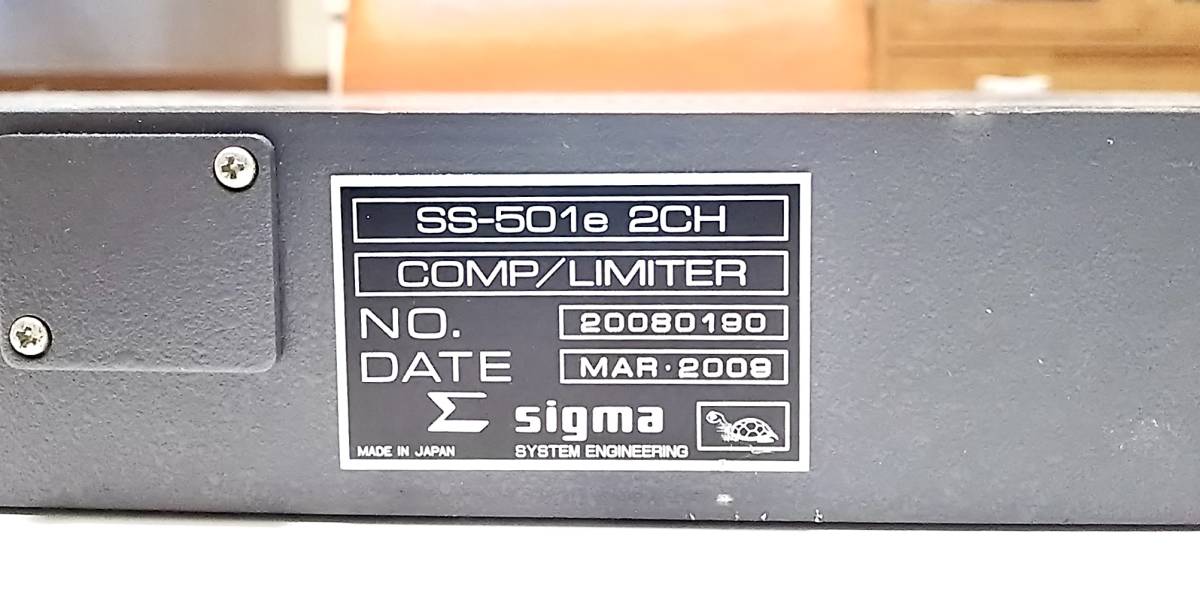 SS-501e 2CH
COMP/LIMITER
NO. 20080190
DATE MAR・2009
Σ sigma
MADE IN JAPAN SYSTEM ENGINEERING